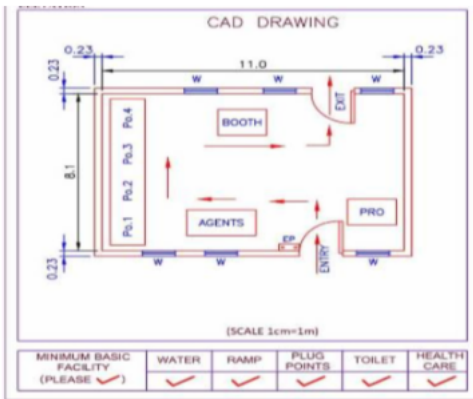 CAD DRAWING
0.23
0.23
11.0
0.23
W
W
W
EXIT
BOOTH
Po.4
Po.3
Po.2
Po.1
8.1
PRO
AGENTS
EP
ENTRY
0.23
W
W
W
(SCALE 1cm=1m)
MINIMUM BASIC FACILITY (PLEASE ✓)
WATER
RAMP
PLUG POINTS
TOILET
HEALTH CARE
✓ ✓ ✓ ✓ ✓